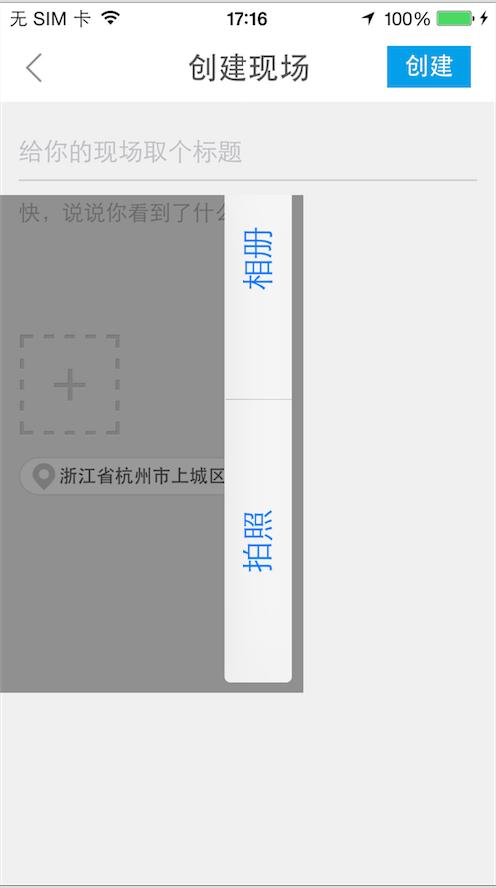 无 SIM 卡
17:16
100%
创建现场
创建
给你的现场取个标题
快，说说你看到了什
相册
浙江省杭州市上城区
拍照